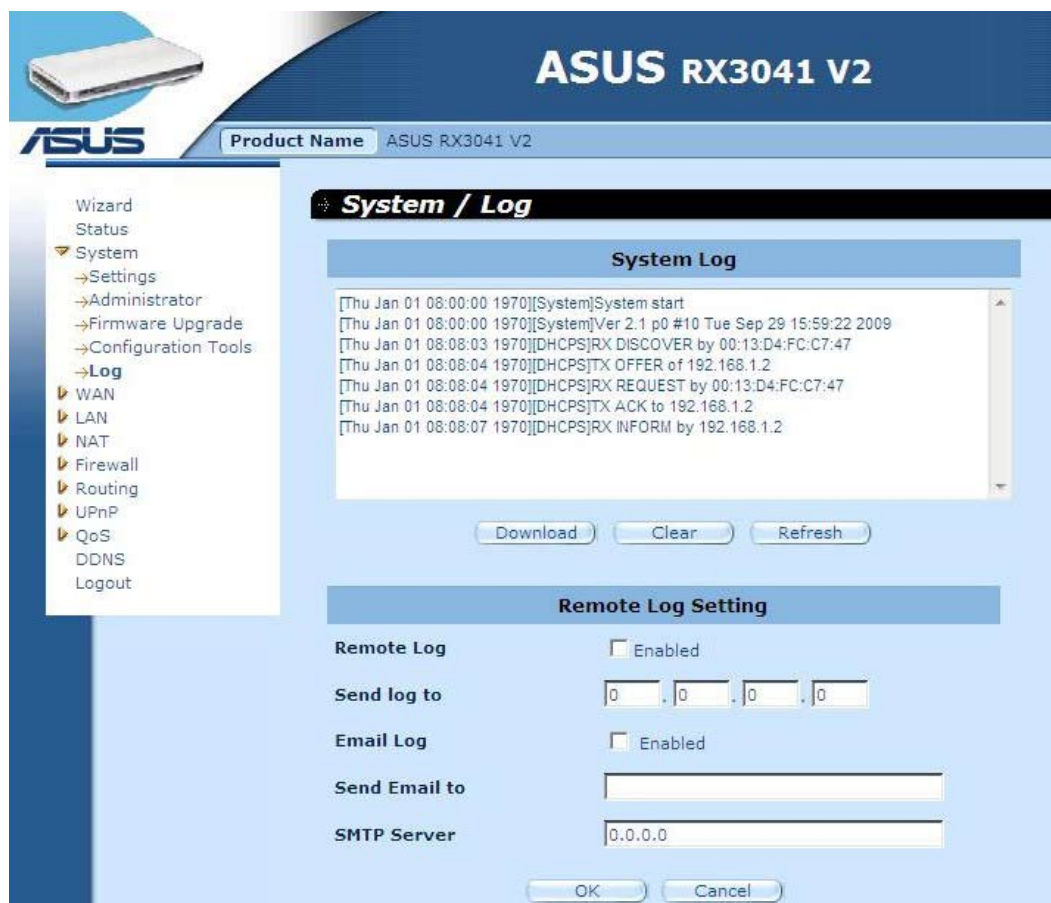 ASUS RX3041 V2
ASUS
Product Name ASUS RX3041 V2
Wizard
Status
System
→Settings
→Administrator
→Firmware Upgrade
→Configuration Tools
→Log
WAN
LAN
NAT
Firewall
Routing
UPnP
QoS
DDNS
Logout
System / Log
System Log
[Thu Jan 01 08:00:00 1970][System]System start
[Thu Jan 01 08:00:00 1970][System]Ver 2.1 p0 #10 Tue Sep 29 15:59:22 2009
[Thu Jan 01 08:08:03 1970][DHCPS]RX DISCOVER by 00:13:D4:FC:C7:47
[Thu Jan 01 08:08:04 1970][DHCPS]TX OFFER of 192.168.1.2
[Thu Jan 01 08:08:04 1970][DHCPS]RX REQUEST by 00:13:D4:FC:C7:47
[Thu Jan 01 08:08:04 1970][DHCPS]TX ACK to 192.168.1.2
[Thu Jan 01 08:08:07 1970][DHCPS]RX INFORM by 192.168.1.2
Download Clear Refresh
Remote Log Setting
Remote Log Enabled
Send log to 0 . 0 . 0 . 0
Email Log Enabled
Send Email to
SMTP Server 0.0.0.0
OK Cancel